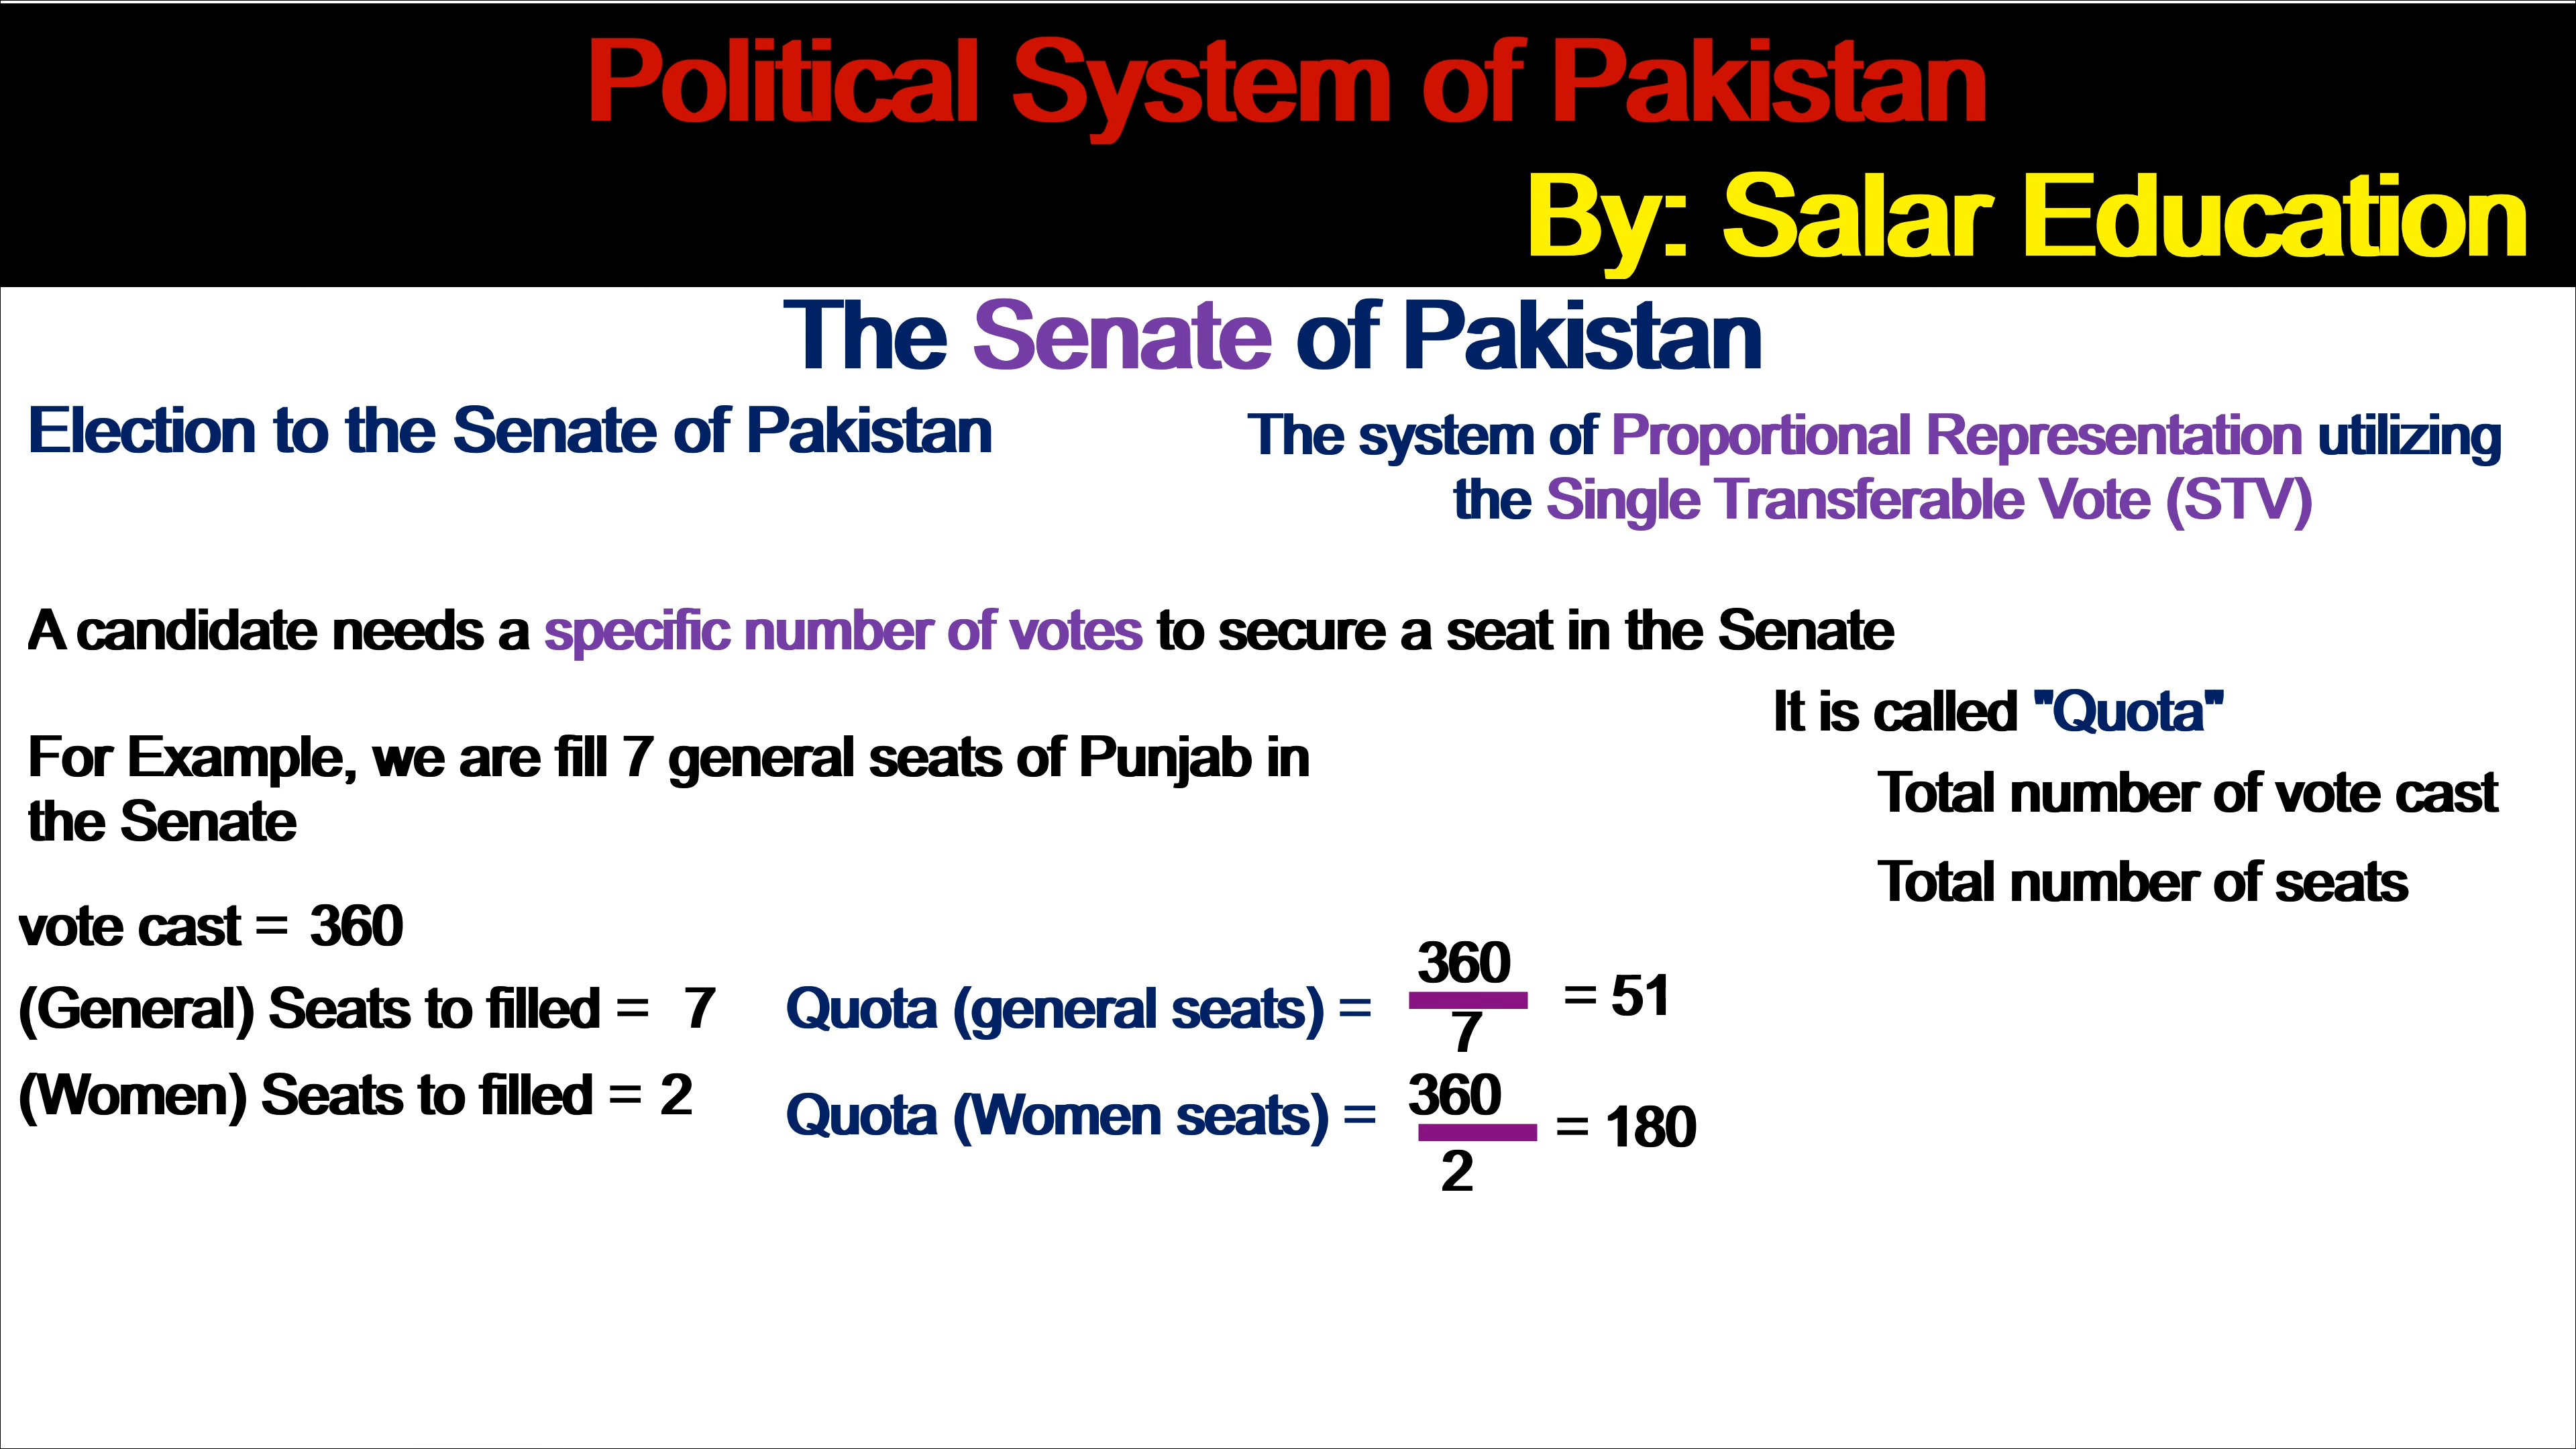 Political System of Pakistan
By: Salar Education
The Senate of Pakistan
Election to the Senate of Pakistan
The system of Proportional Representation utilizing
the Single Transferable Vote (STV)
A candidate needs a specific number of votes to secure a seat in the Senate
It is called "Quota"
Total number of vote cast
Total number of seats
For Example, we are fill 7 general seats of Punjab in
the Senate
vote cast = 360
(General) Seats to filled = 7
(Women) Seats to filled = 2
Quota (general seats) =
360
7
= 51
Quota (Women seats) =
360
2
= 180